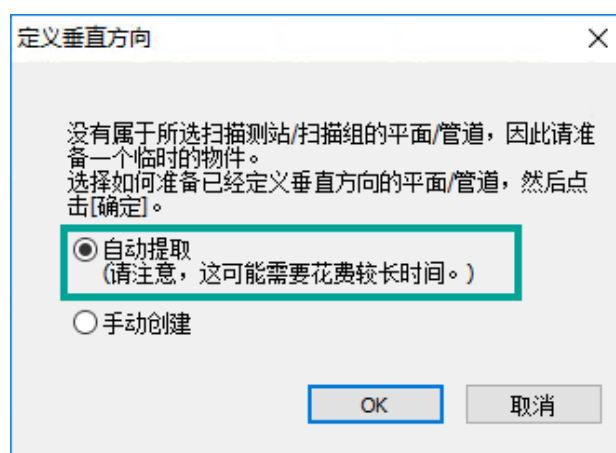 定义垂直方向
没有属于所选扫描测站/扫描组的平面/管道，因此请准
备一个临时的物件。
选择如何准备已经定义垂直方向的平面/管道，然后点
击[确定]。
自动提取
(请注意，这可能需要花费较长时间。)
手动创建
OK
取消